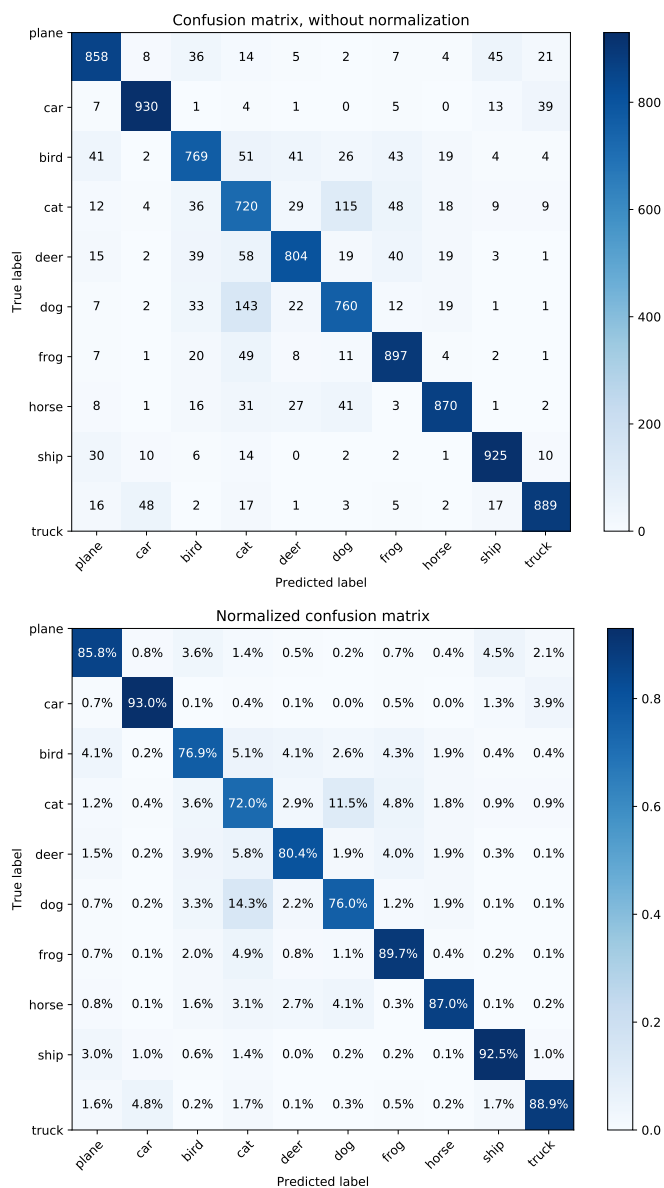 Confusion matrix, without normalization
plane 858 8 36 14 5 2 7 4 45 21
car 7 930 1 4 1 0 5 0 13 39
bird 41 2 769 51 41 26 43 19 4 4
cat 12 4 36 720 29 115 48 18 9 9
deer 15 2 39 58 804 19 40 19 3 1
dog 7 2 33 143 22 760 12 19 1 1
frog 7 1 20 49 8 11 897 4 2 1
horse 8 1 16 31 27 41 3 870 1 2
ship 30 10 6 14 0 2 2 1 925 10
truck 16 48 2 17 1 3 5 2 17 889
True label
plane car bird cat deer dog frog horse ship truck
Predicted label
800
600
400
200
0
Normalized confusion matrix
plane 85.8% 0.8% 3.6% 1.4% 0.5% 0.2% 0.7% 0.4% 4.5% 2.1%
car 0.7% 93.0% 0.1% 0.4% 0.1% 0.0% 0.5% 0.0% 1.3% 3.9%
bird 4.1% 0.2% 76.9% 5.1% 4.1% 2.6% 4.3% 1.9% 0.4% 0.4%
cat 1.2% 0.4% 3.6% 72.0% 2.9% 11.5% 4.8% 1.8% 0.9% 0.9%
deer 1.5% 0.2% 3.9% 5.8% 80.4% 1.9% 4.0% 1.9% 0.3% 0.1%
dog 0.7% 0.2% 3.3% 14.3% 2.2% 76.0% 1.2% 1.9% 0.1% 0.1%
frog 0.7% 0.1% 2.0% 4.9% 0.8% 1.1% 89.7% 0.4% 0.2% 0.1%
horse 0.8% 0.1% 1.6% 3.1% 2.7% 4.1% 0.3% 87.0% 0.1% 0.2%
ship 3.0% 1.0% 0.6% 1.4% 0.0% 0.2% 0.2% 0.1% 92.5% 1.0%
truck 1.6% 4.8% 0.2% 1.7% 0.1% 0.3% 0.5% 0.2% 1.7% 88.9%
True label
plane car bird cat deer dog frog horse ship truck
Predicted label
0.8
0.6
0.4
0.2
0.0